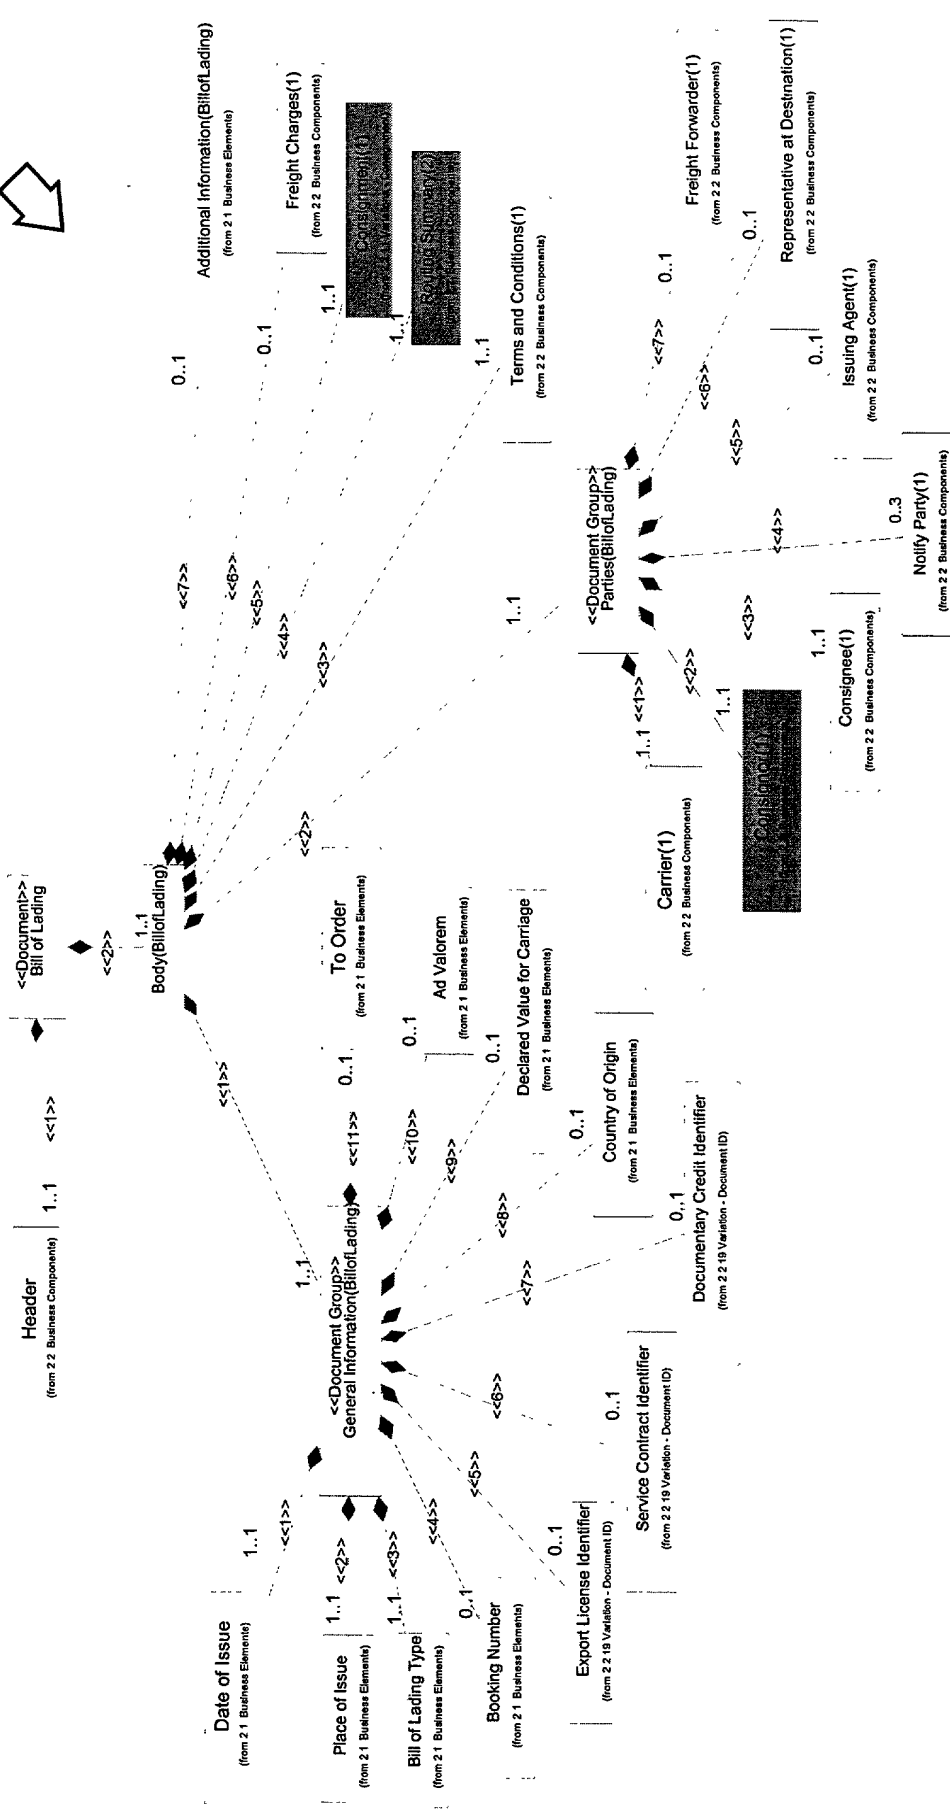 <<Document>>
Bill of Lading
<<1>>
1..1
Header
(from 2 2 Business Components)
<<2>>
1..1
Body(BillofLading)
<<1>>
1..1
<<Document Group>>
General Information(BillofLading)
<<1>>
1..1
Date of Issue
(from 2 1 Business Elements)
<<2>>
1..1
Place of Issue
(from 2 1 Business Elements)
<<3>>
1..1
Bill of Lading Type
(from 2 1 Business Elements)
<<4>>
0..1
Booking Number
(from 2 1 Business Elements)
<<5>>
0..1
Export License Identifier
(from 2 2 19 Variation - Document ID)
<<6>>
0..1
Service Contract Identifier
(from 2 2 19 Variation - Document ID)
<<7>>
0..1
Documentary Credit Identifier
(from 2 2 19 Variation - Document ID)
<<8>>
0..1
Country of Origin
(from 2 1 Business Elements)
<<9>>
0..1
Declared Value for Carriage
(from 2 1 Business Elements)
<<10>>
0..1
Ad Valorem
(from 2 1 Business Elements)
<<11>>
0..1
To Order
(from 2 1 Business Elements)
<<2>>
1..1
<<Document Group>>
Parties(BillofLading)
<<1>>
1..1
Carrier(1)
(from 2 2 Business Components)
<<2>>
1..1
Consignor(1)
<<3>>
1..1
Consignee(1)
(from 2 2 Business Components)
<<4>>
0..3
Notify Party(1)
(from 2 2 Business Components)
<<5>>
0..1
Issuing Agent(1)
(from 2 2 Business Components)
<<6>>
0..1
Representative at Destination(1)
(from 2 2 Business Components)
<<7>>
0..1
Freight Forwarder(1)
(from 2 2 Business Components)
<<3>>
1..1
Terms and Conditions(1)
(from 2 2 Business Components)
<<4>>
1..1
Routing Summary(2)
<<5>>
1..1
Consignment(1)
<<6>>
0..1
Freight Charges(1)
(from 2 2 Business Components)
<<7>>
0..1
Additional Information(BillofLading)
(from 2 1 Business Elements)